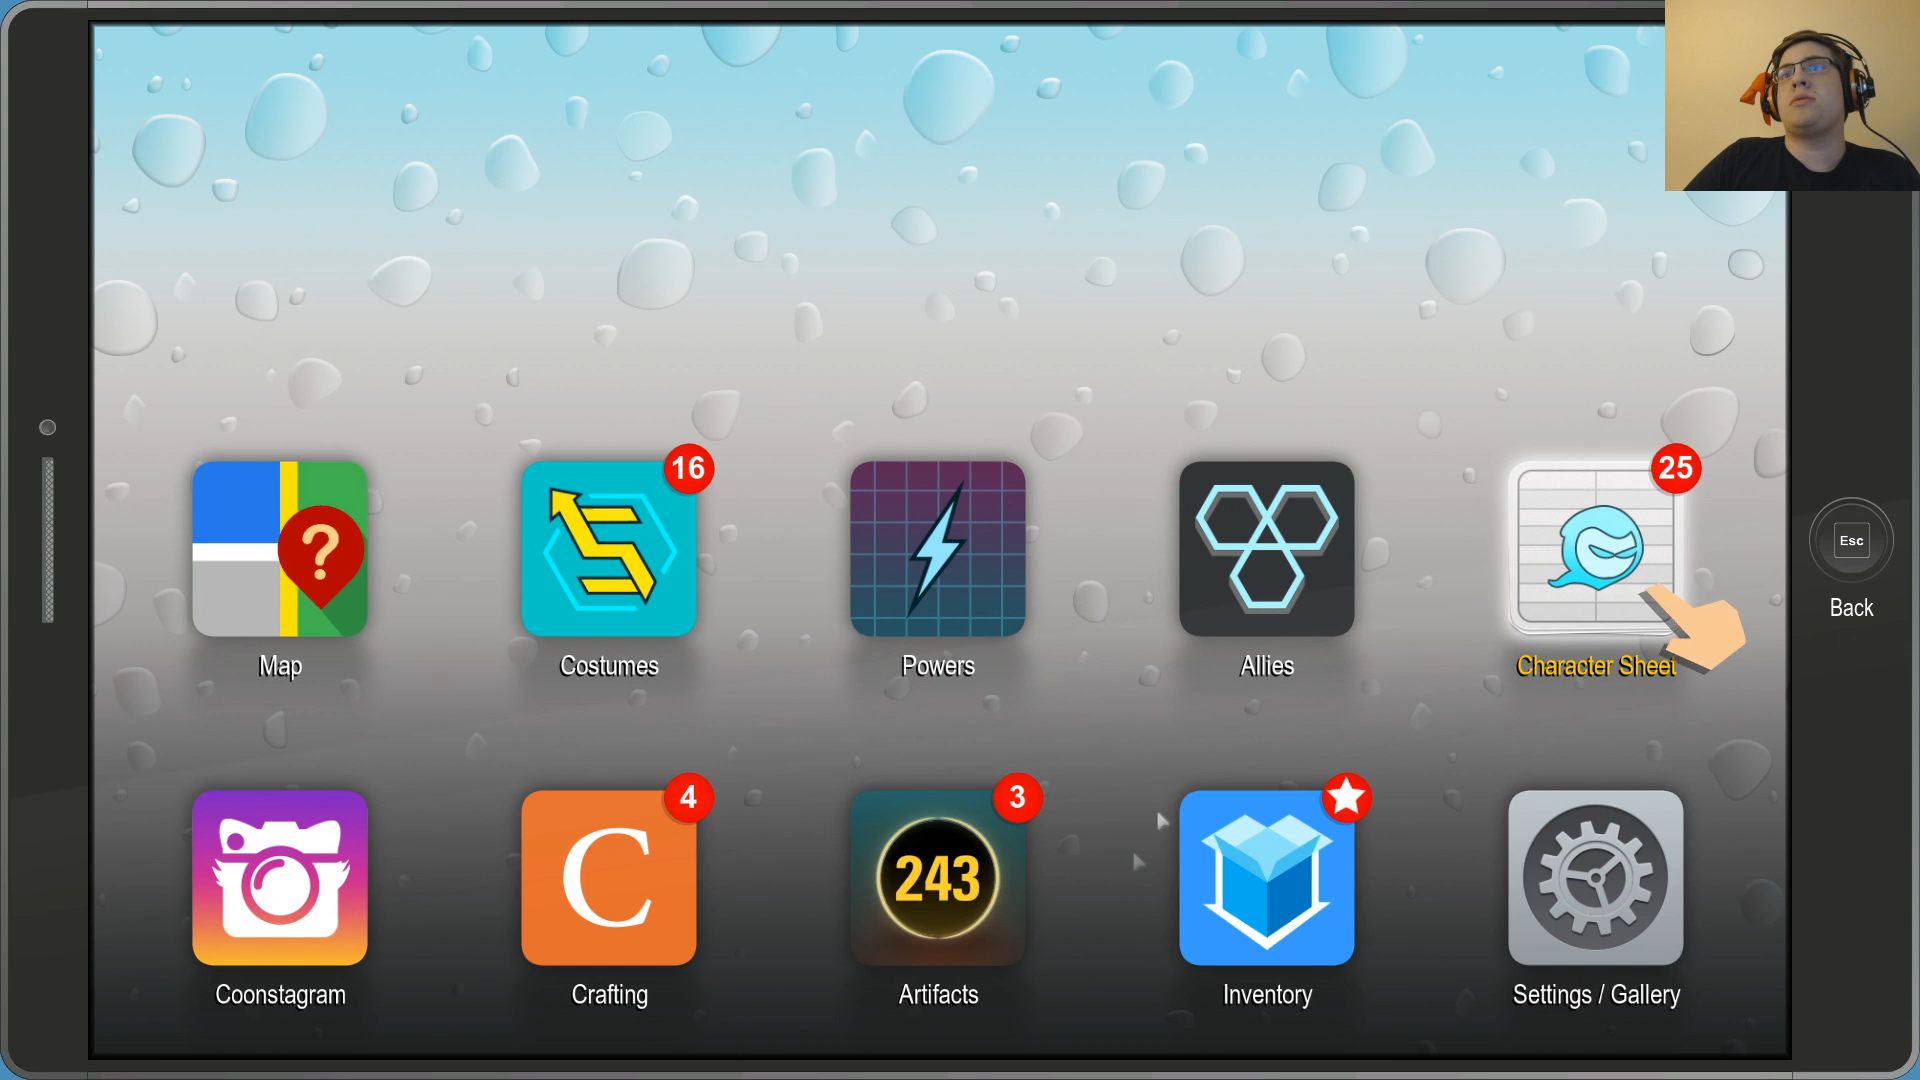 16
25
?
Esc
Back
Map
Costumes
Powers
Allies
Character Sheet
4
3
C
243
Coonstagram
Crafting
Artifacts
Inventory
Settings / Gallery